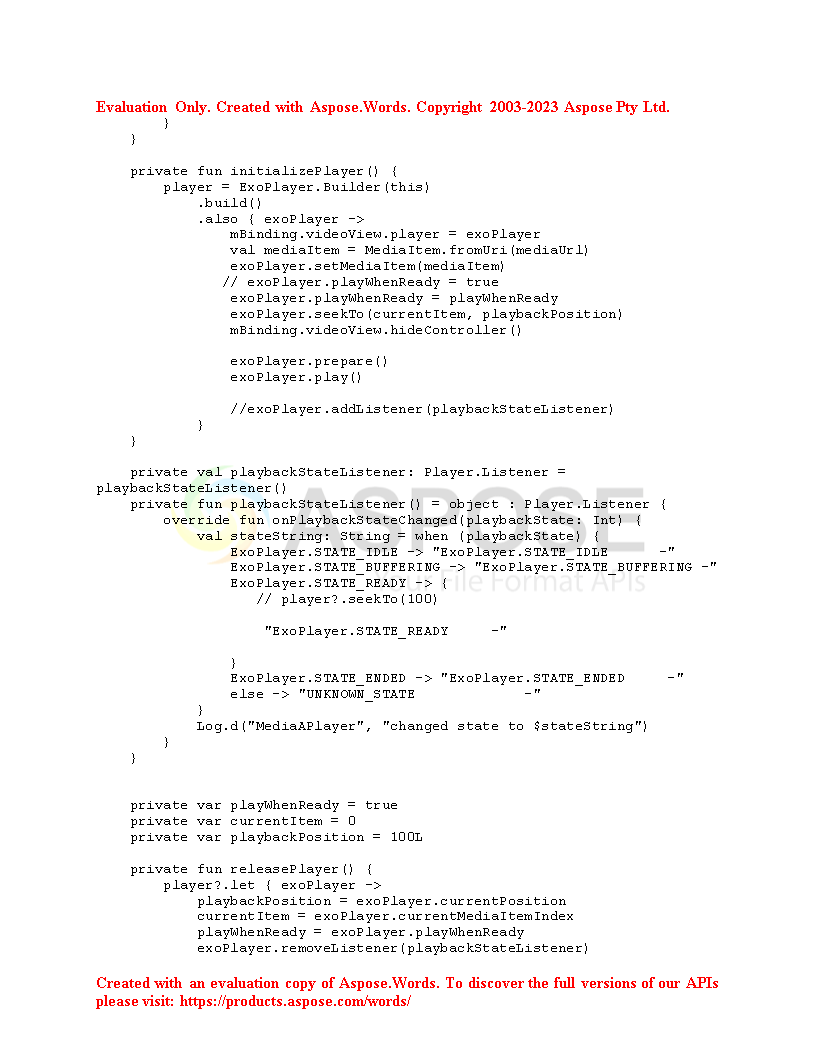 Evaluation Only. Created with Aspose.Words. Copyright 2003-2023 Aspose Pty Ltd.
        }
    }

    private fun initializePlayer() {
        player = ExoPlayer.Builder(this)
            .build()
            .also { exoPlayer ->
                mBinding.videoView.player = exoPlayer
                val mediaItem = MediaItem.fromUri(mediaUrl)
                exoPlayer.setMediaItem(mediaItem)
               // exoPlayer.playWhenReady = true
                exoPlayer.playWhenReady = playWhenReady
                exoPlayer.seekTo(currentItem, playbackPosition)
                mBinding.videoView.hideController()

                exoPlayer.prepare()
                exoPlayer.play()

                //exoPlayer.addListener(playbackStateListener)
            }
    }

    private val playbackStateListener: Player.Listener =
playbackStateListener()
    private fun playbackStateListener() = object : Player.Listener {
        override fun onPlaybackStateChanged(playbackState: Int) {
            val stateString: String = when (playbackState) {
                ExoPlayer.STATE_IDLE -> "ExoPlayer.STATE_IDLE      -"
                ExoPlayer.STATE_BUFFERING -> "ExoPlayer.STATE_BUFFERING -"
                ExoPlayer.STATE_READY -> {
                   // player?.seekTo(100)

                    "ExoPlayer.STATE_READY     -"

                }
                ExoPlayer.STATE_ENDED -> "ExoPlayer.STATE_ENDED     -"
                else -> "UNKNOWN_STATE             -"
            }
            Log.d("MediaAPlayer", "changed state to $stateString")
        }
    }


    private var playWhenReady = true
    private var currentItem = 0
    private var playbackPosition = 100L

    private fun releasePlayer() {
        player?.let { exoPlayer ->
            playbackPosition = exoPlayer.currentPosition
            currentItem = exoPlayer.currentMediaItemIndex
            playWhenReady = exoPlayer.playWhenReady
            exoPlayer.removeListener(playbackStateListener)
ASPOSE
File Format APIs
Created with an evaluation copy of Aspose.Words. To discover the full versions of our APIs
please visit: https://products.aspose.com/words/